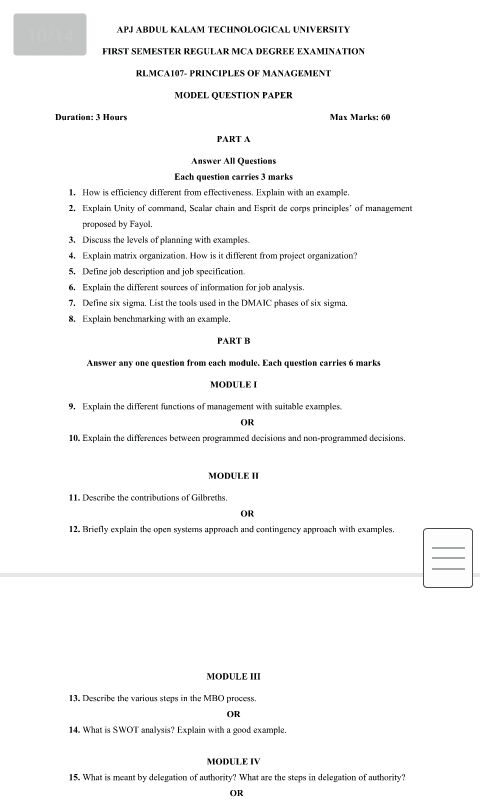 10/14
APJ ABDUL KALAM TECHNOLOGICAL UNIVERSITY
FIRST SEMESTER REGULAR MCA DEGREE EXAMINATION
RLMCA107- PRINCIPLES OF MANAGEMENT
MODEL QUESTION PAPER
Duration: 3 Hours Max Marks: 60
PART A
Answer All Questions
Each question carries 3 marks
1. How is efficiency different from effectiveness. Explain with an example.
2. Explain Unity of command, Scalar chain and Esprit de corps principles' of management
proposed by Fayol.
3. Discuss the levels of planning with examples.
4. Explain matrix organization. How is it different from project organization?
5. Define job description and job specification.
6. Explain the different sources of information for job analysis.
7. Define six sigma. List the tools used in the DMAIC phases of six sigma.
8. Explain benchmarking with an example.
PART B
Answer any one question from each module. Each question carries 6 marks
MODULE I
9. Explain the different functions of management with suitable examples.
OR
10. Explain the differences between programmed decisions and non-programmed decisions.
MODULE II
11. Describe the contributions of Gilbreths.
OR
12. Briefly explain the open systems approach and contingency approach with examples.
MODULE III
13. Describe the various steps in the MBO process.
OR
14. What is SWOT analysis? Explain with a good example.
MODULE IV
15. What is meant by delegation of authority? What are the steps in delegation of authority?
OR